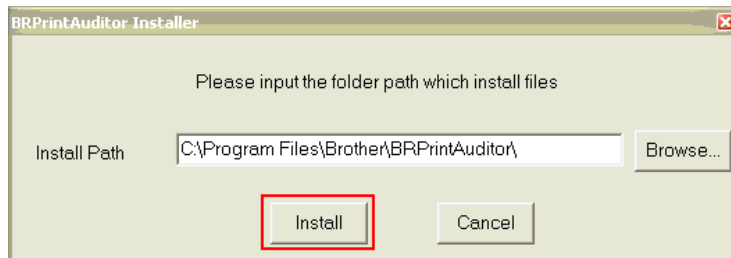 BRPrintAuditor Installer
Please input the folder path which install files
Install Path C:\Program Files\Brother\BRPrintAuditor\ Browse...
Install Cancel